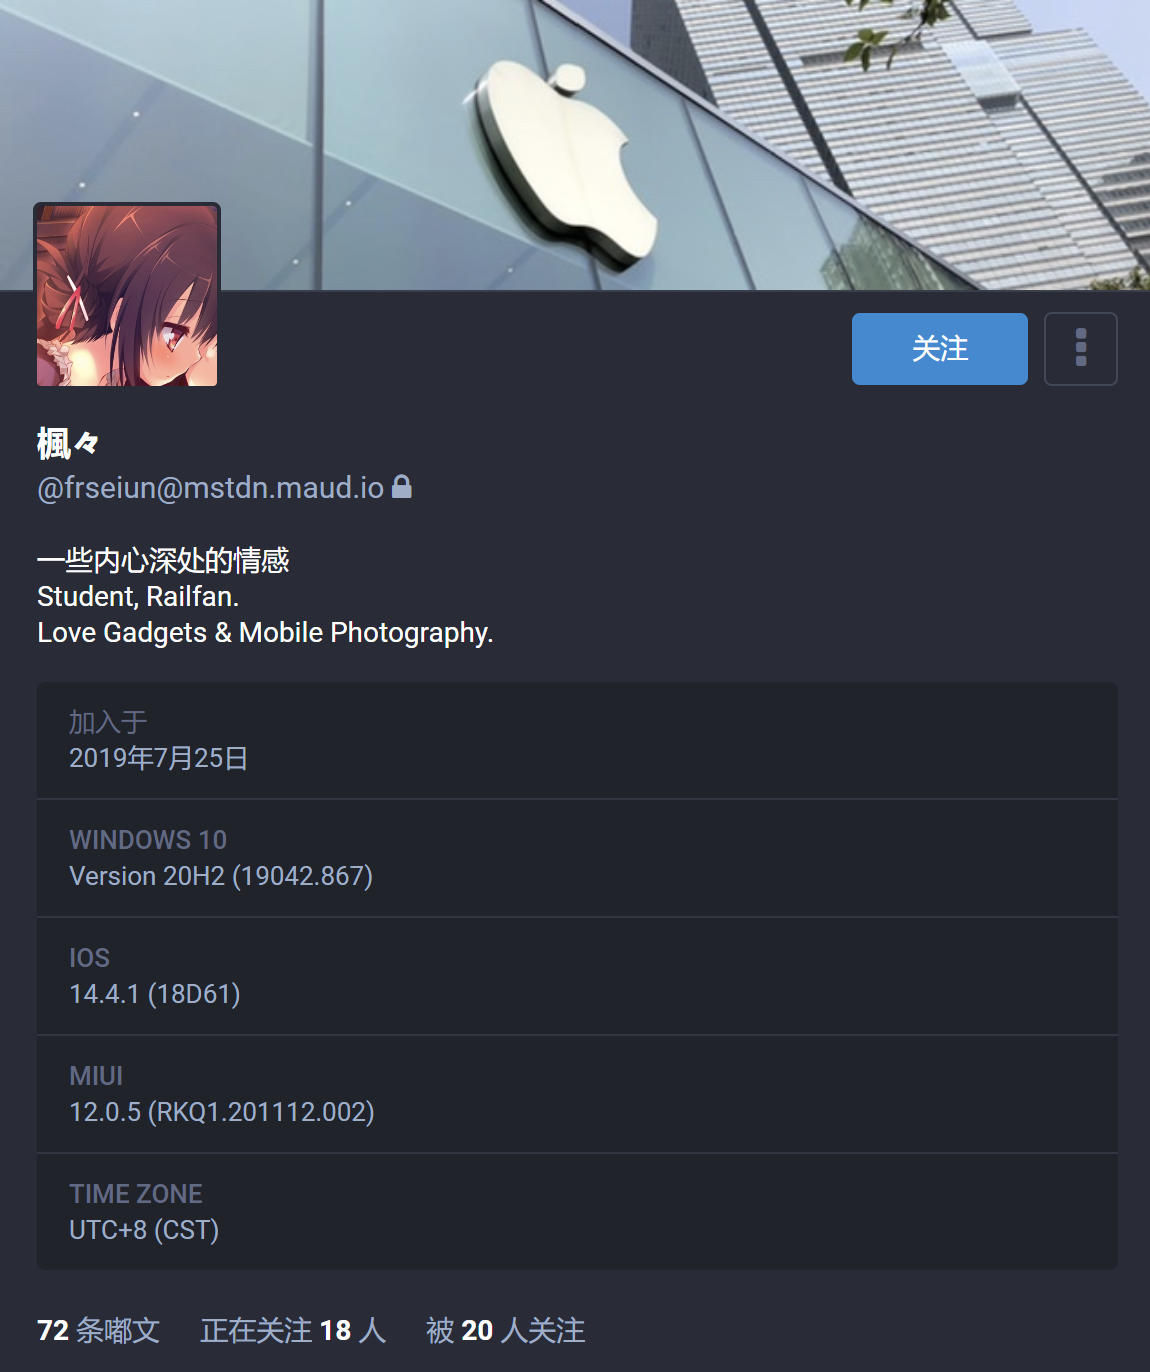 关注
楓々
@frseiun@mstdn.maud.io
一些内心深处的情感
Student, Railfan.
Love Gadgets & Mobile Photography.
加入于
2019年7月25日
WINDOWS 10
Version 20H2 (19042.867)
IOS
14.4.1 (18D61)
MIUI
12.0.5 (RKQ1.201112.002)
TIME ZONE
UTC+8 (CST)
72 条嘟文 正在关注 18 人 被 20 人关注